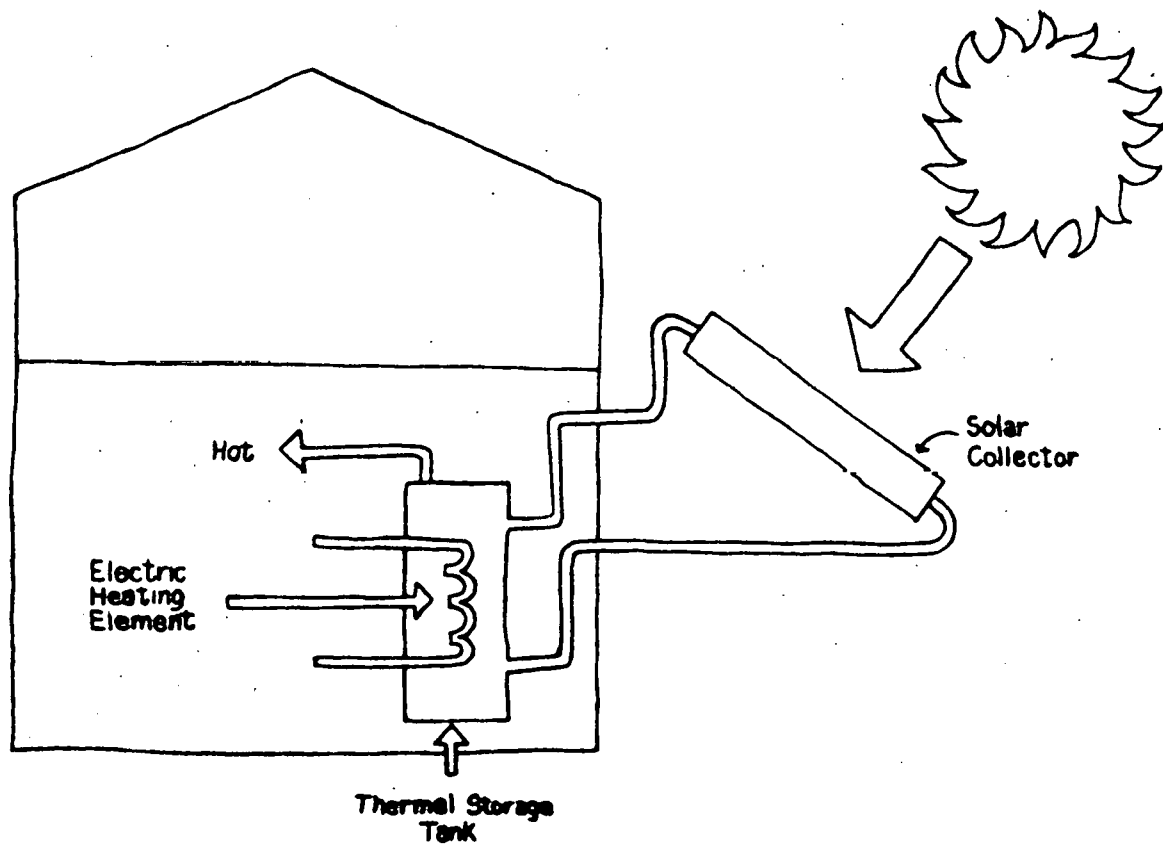 Hot
Solar
Collector
Electric
Heating
Element
Thermal Storage
Tank